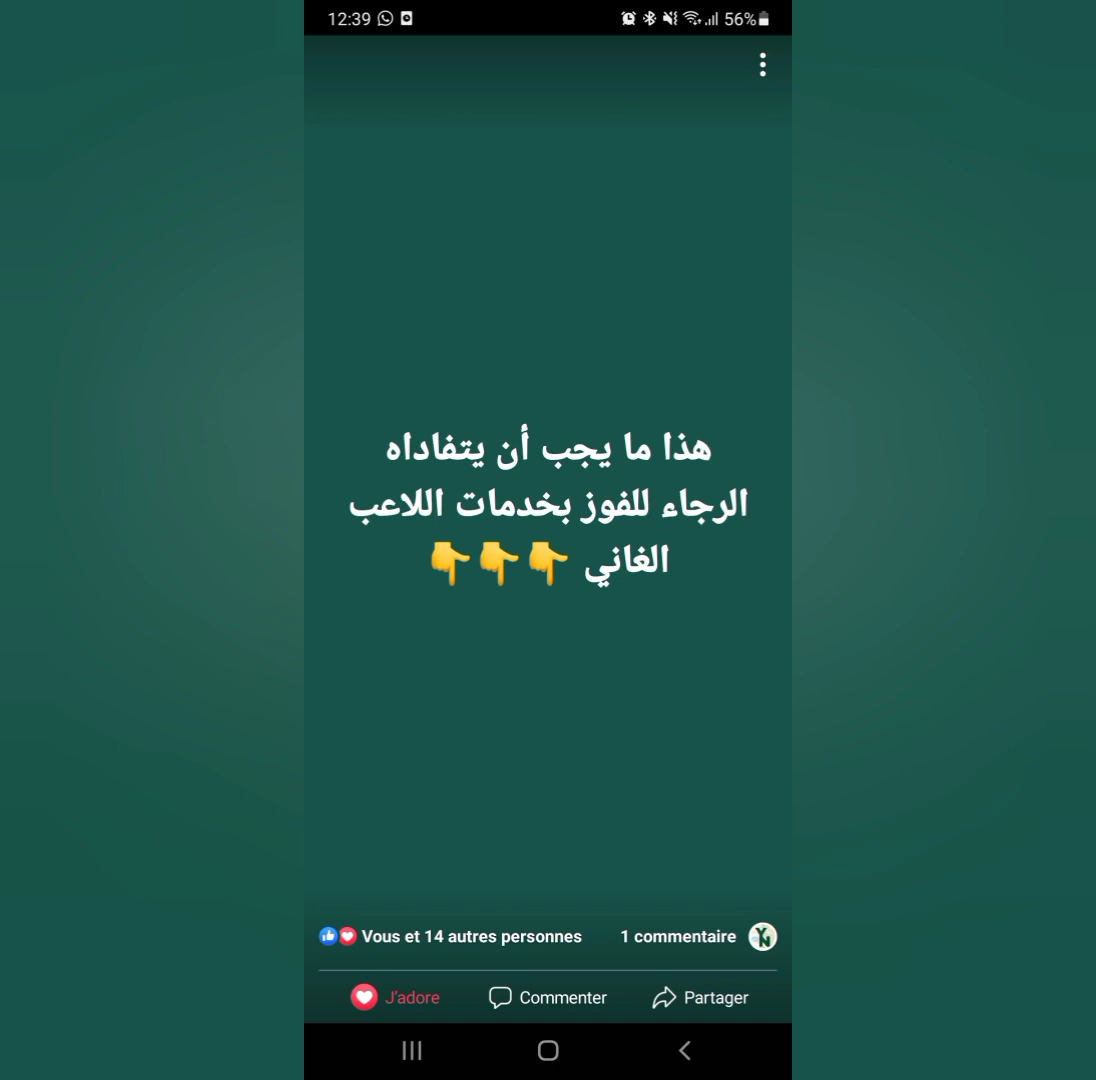 12:39
56%
هذا ما يجب أن يتفاداه
الرجاء للفوز بخدمات اللاعب
الغاني 👇👇👇
Vous et 14 autres personnes
1 commentaire
YN
J'adore
Commenter
Partager